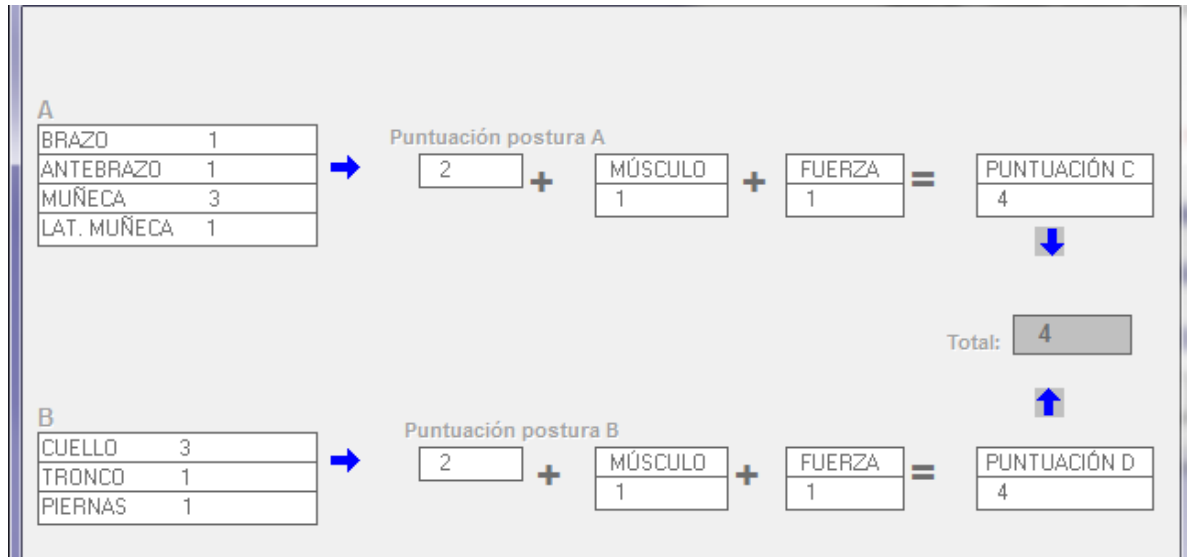 A
BRAZO 1
ANTEBRAZO 1
MUÑECA 3
LAT. MUÑECA 1
Puntuación postura A
2 + MÚSCULO 1 + FUERZA 1 = PUNTUACIÓN C 4
Total: 4
B
CUELLO 3
TRONCO 1
PIERNAS 1
Puntuación postura B
2 + MÚSCULO 1 + FUERZA 1 = PUNTUACIÓN D 4